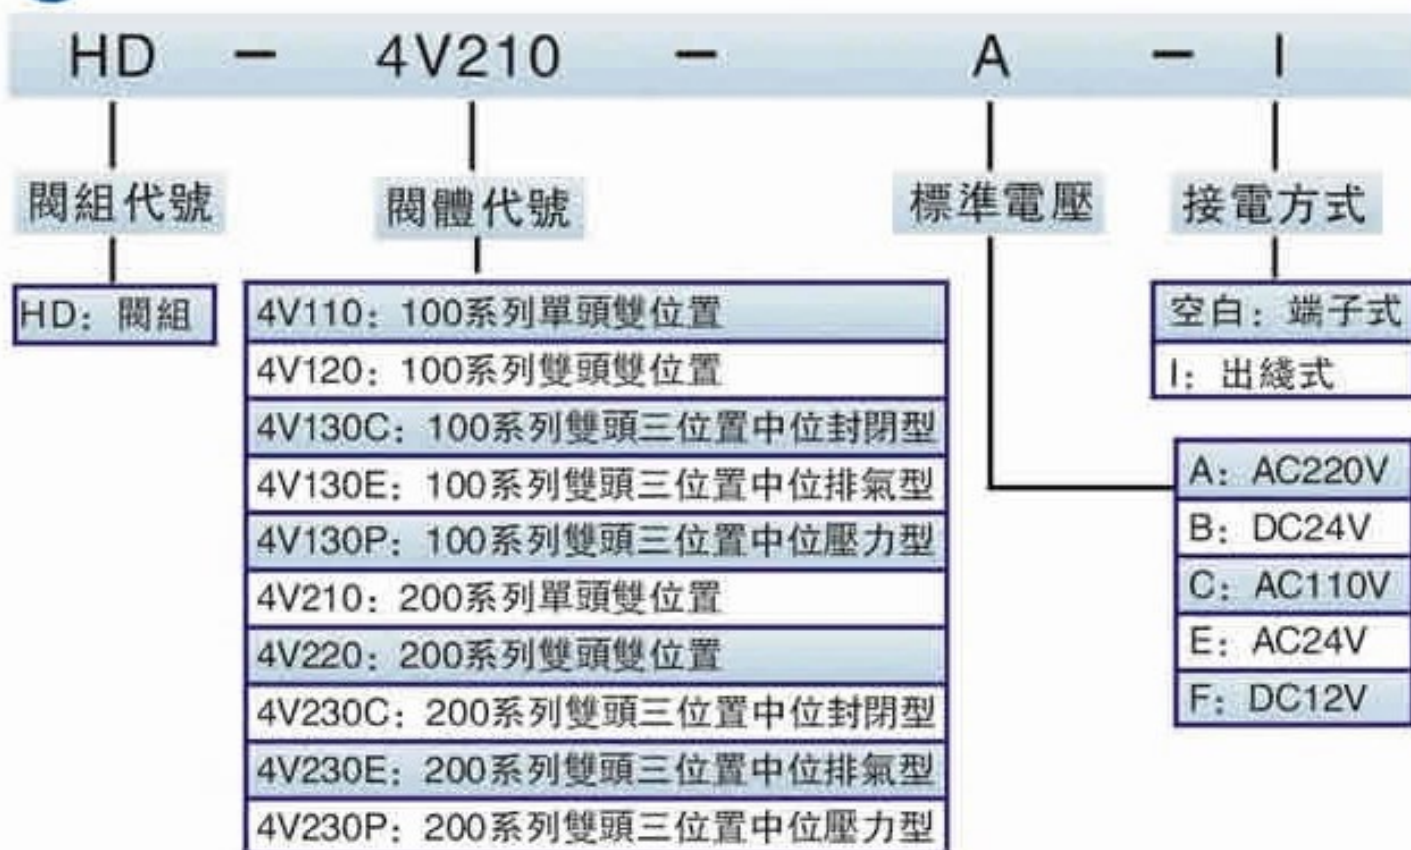 HD - 4V210 - A - I
閥組代號 閥體代號 標準電壓 接電方式
HD：閥組
4V110：100系列單頭雙位置
4V120：100系列雙頭雙位置
4V130C：100系列雙頭三位置中位封閉型
4V130E：100系列雙頭三位置中位排氣型
4V130P：100系列雙頭三位置中位壓力型
4V210：200系列單頭雙位置
4V220：200系列雙頭雙位置
4V230C：200系列雙頭三位置中位封閉型
4V230E：200系列雙頭三位置中位排氣型
4V230P：200系列雙頭三位置中位壓力型
空白：端子式
I：出綫式
A：AC220V
B：DC24V
C：AC110V
E：AC24V
F：DC12V